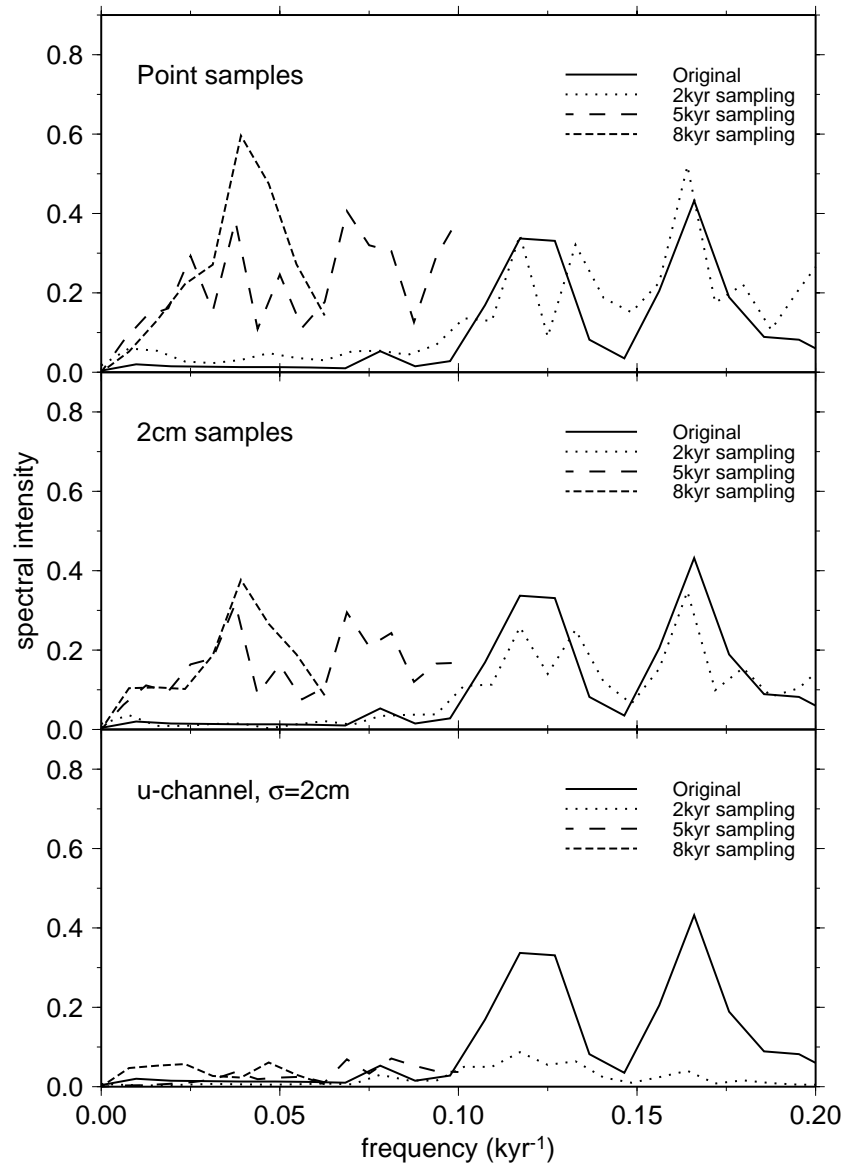 0.8
0.6
0.4
0.2
0.0
Point samples
Original
2kyr sampling
5kyr sampling
8kyr sampling
0.8
0.6
0.4
0.2
0.0
2cm samples
Original
2kyr sampling
5kyr sampling
8kyr sampling
spectral intensity
0.8
0.6
0.4
0.2
0.0
u-channel, σ=2cm
Original
2kyr sampling
5kyr sampling
8kyr sampling
0.00 0.05 0.10 0.15 0.20
frequency (kyr⁻¹)